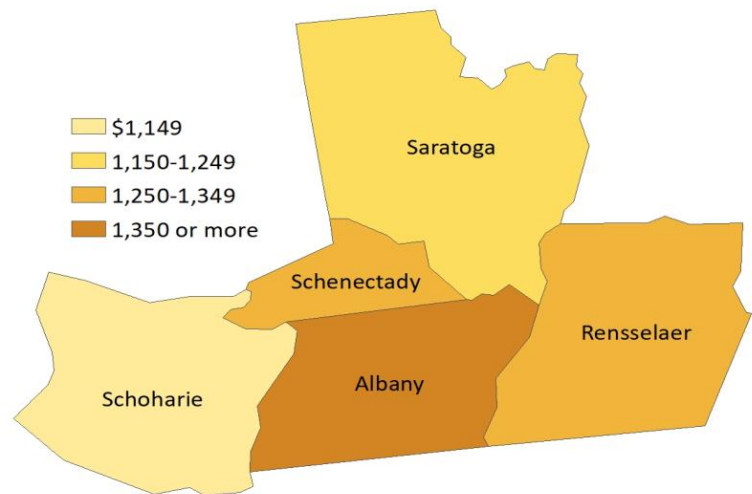 $1,149
1,150-1,249
1,250-1,349
1,350 or more
Saratoga
Schenectady
Rensselaer
Albany
Schoharie